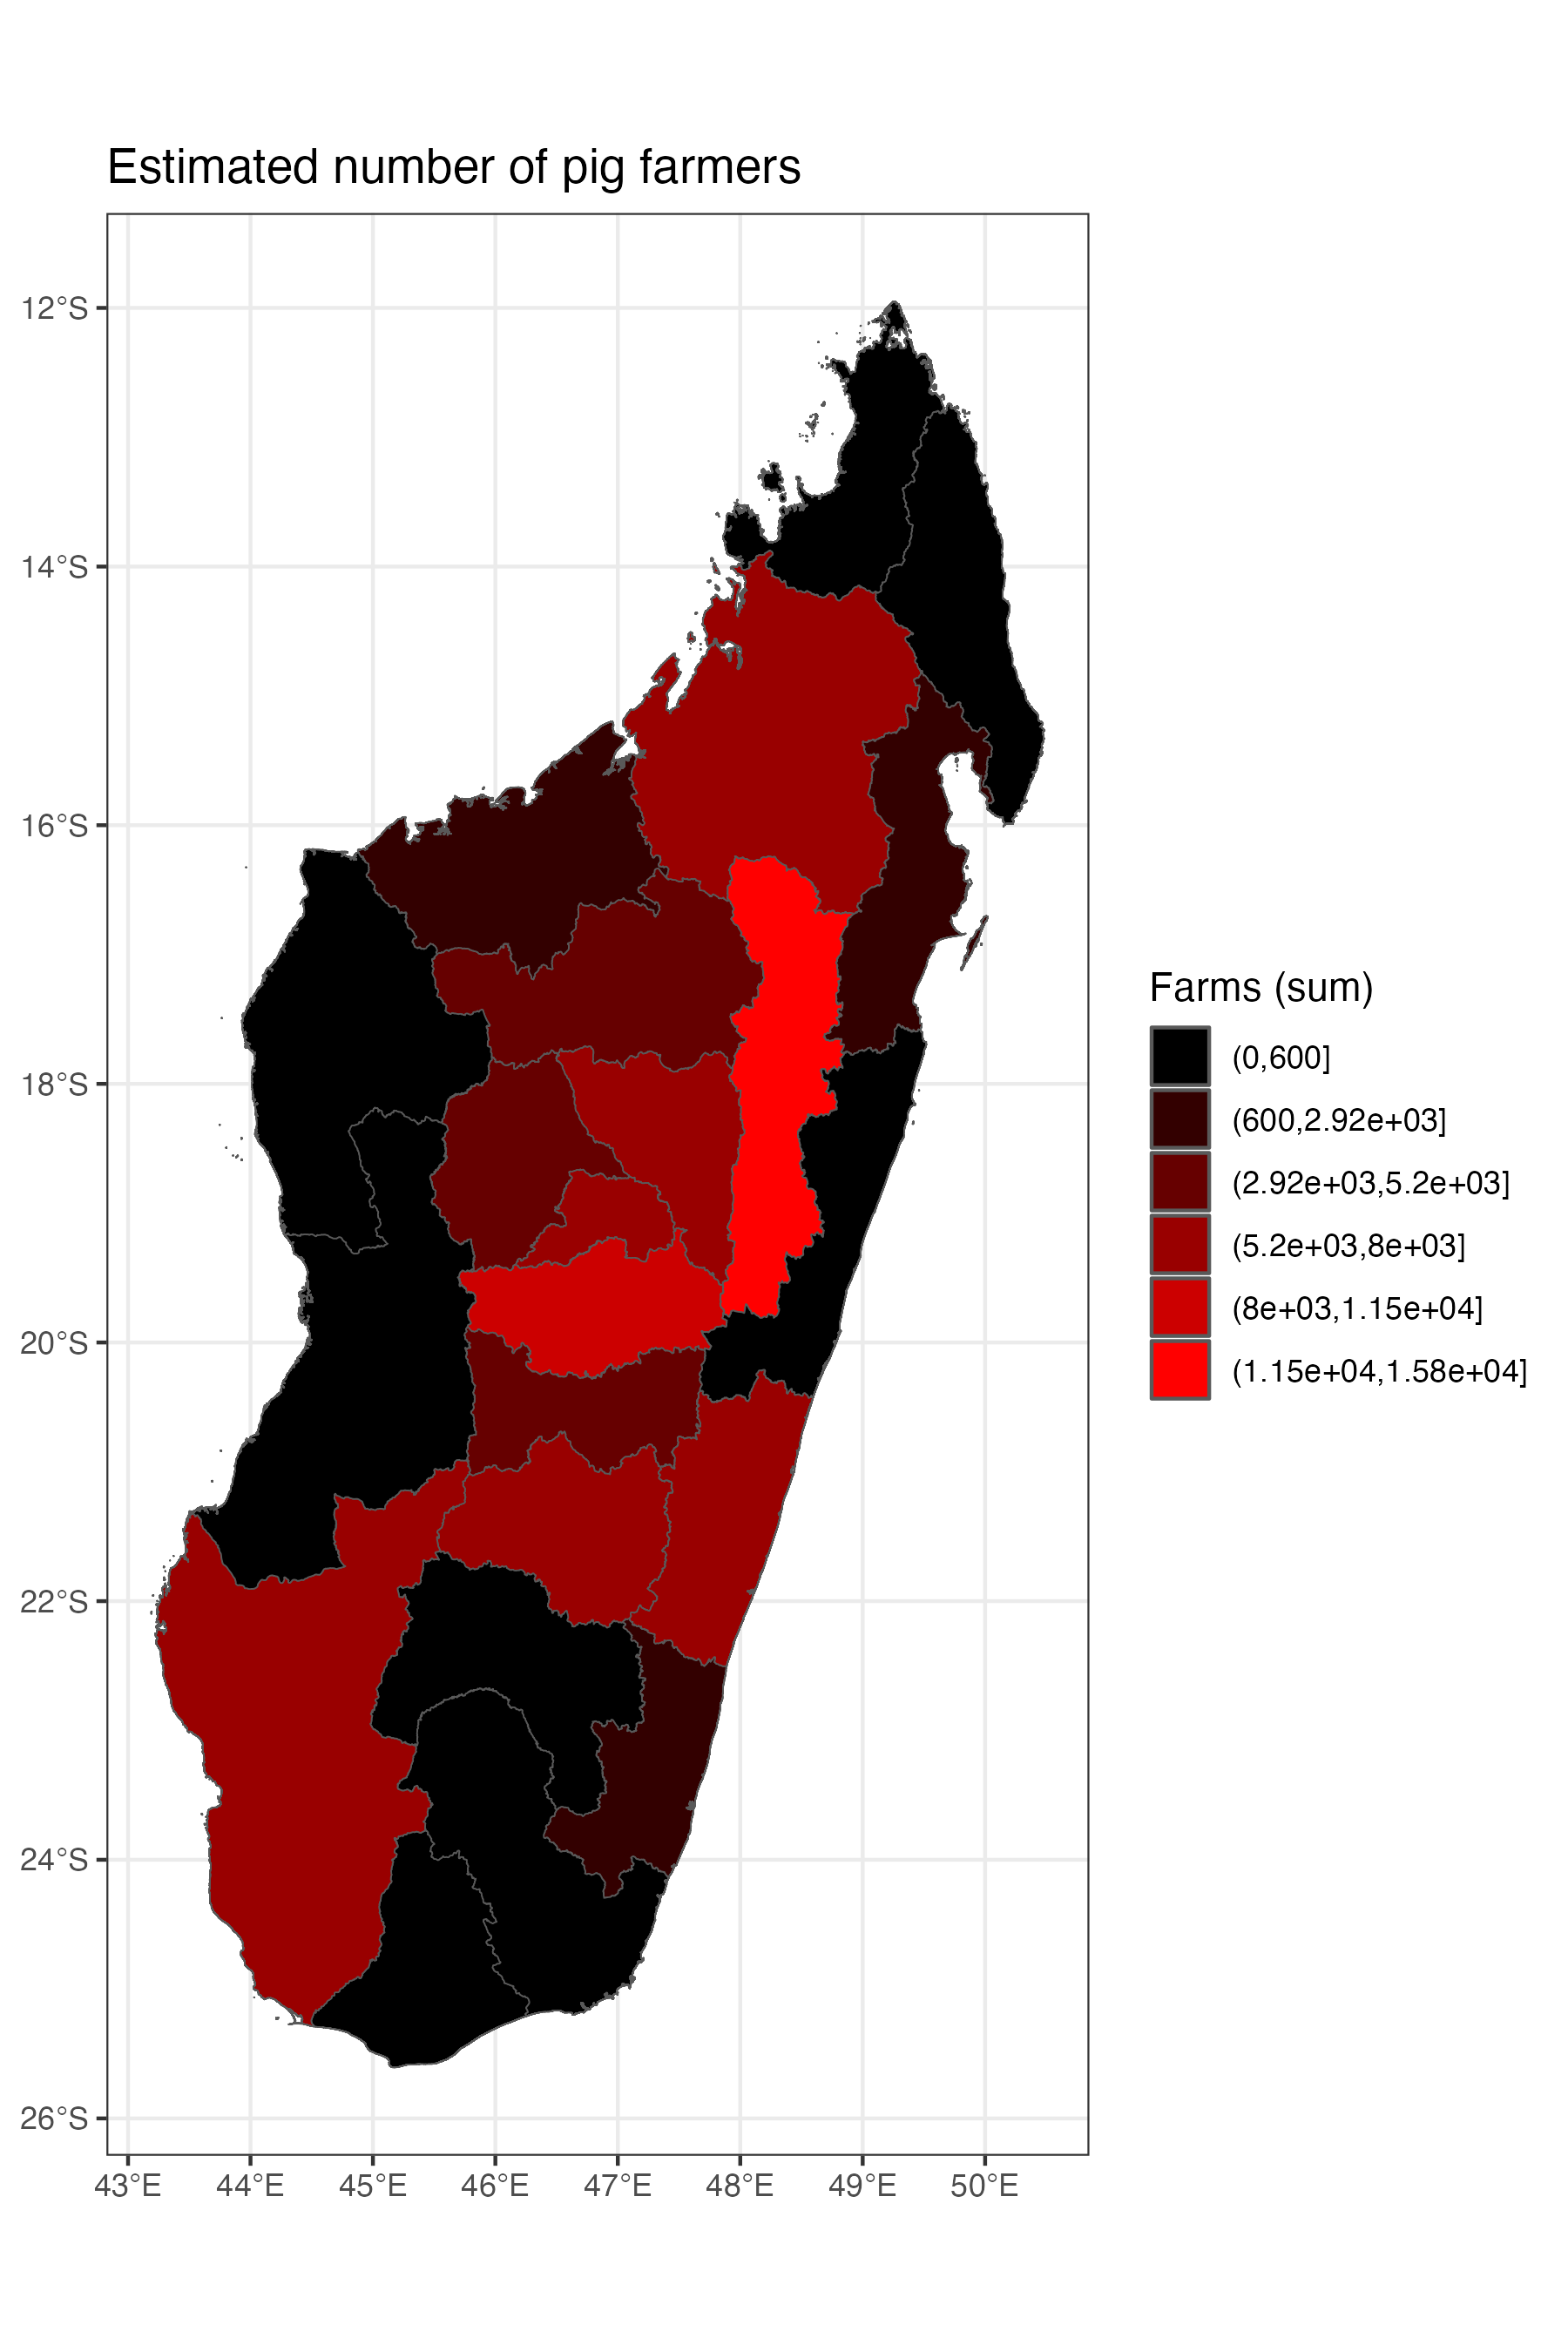 Estimated number of pig farmers
12°S
14°S
16°S
18°S
20°S
22°S
24°S
26°S
43°E 44°E 45°E 46°E 47°E 48°E 49°E 50°E
Farms (sum)
(0,600]
(600,2.92e+03]
(2.92e+03,5.2e+03]
(5.2e+03,8e+03]
(8e+03,1.15e+04]
(1.15e+04,1.58e+04]